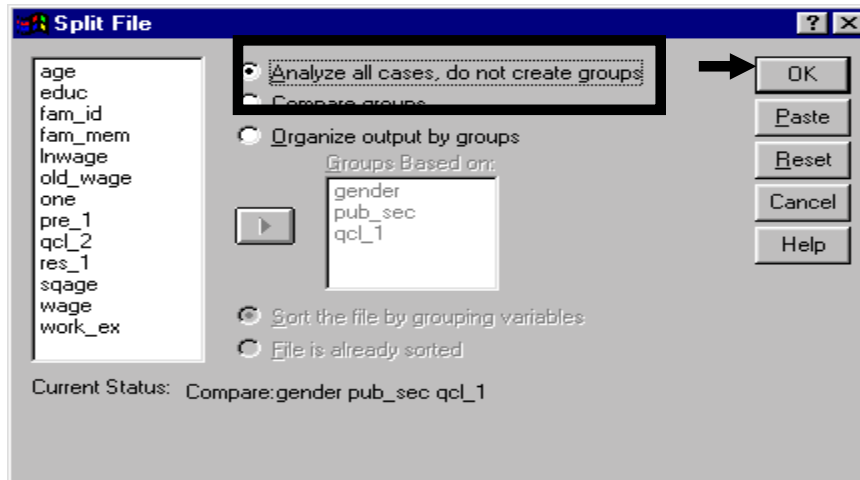 Split File
age
educ
fam_id
fam_mem
lnwage
old_wage
one
pre_1
qcl_2
res_1
sqage
wage
work_ex
Analyze all cases, do not create groups
Compare groups
Organize output by groups
Groups Based on:
gender
pub_sec
qcl_1
Sort the file by grouping variables
File is already sorted
OK
Paste
Reset
Cancel
Help
Current Status: Compare:gender pub_sec qcl_1